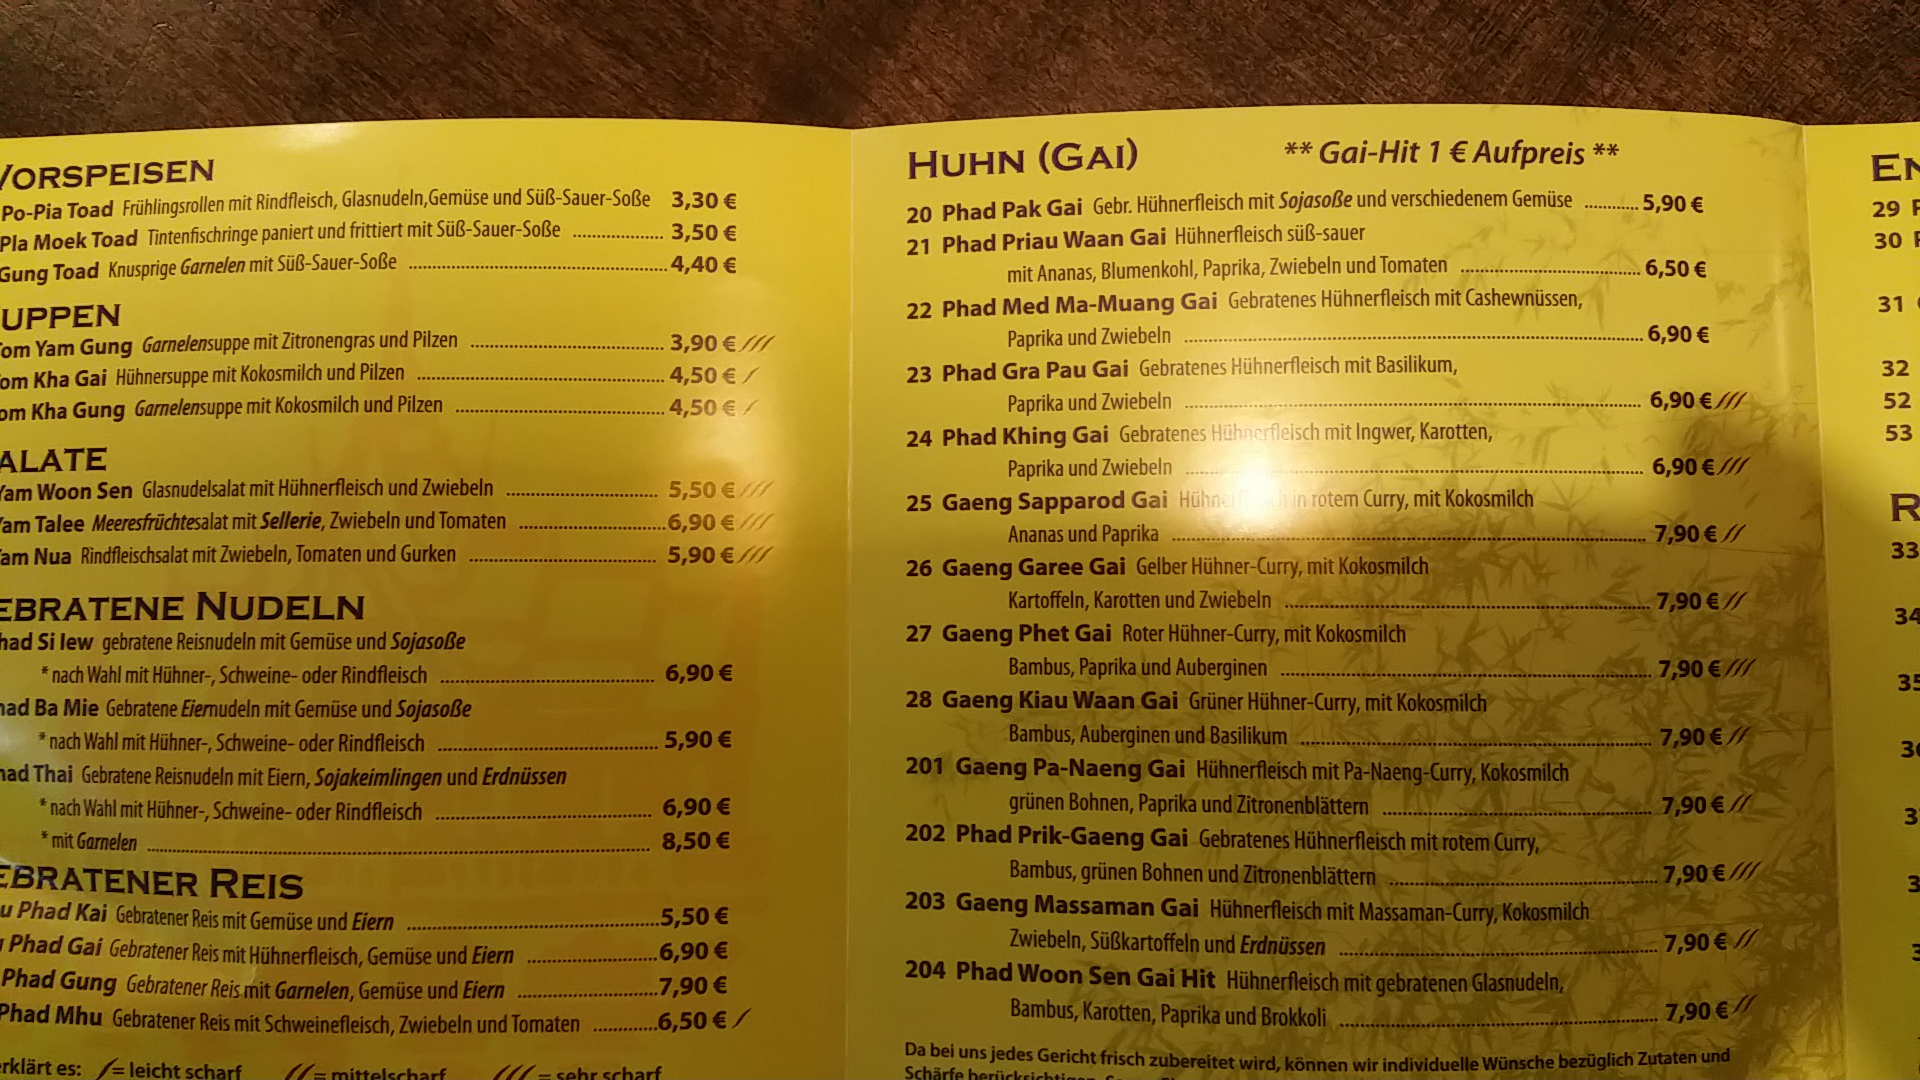 VORSPEISEN
Po-Pia Toad Frühlingsrollen mit Rindfleisch, Glasnudeln,Gemüse und Süß-Sauer-Soße 3,30 €
Pla Moek Toad Tintenfischringe paniert und frittiert mit Süß-Sauer-Soße 3,50 €
Gung Toad Knusprige Garnelen mit Süß-Sauer-Soße 4,40 €
UPPEN
Tom Yam Gung Garnelensuppe mit Zitronengras und Pilzen 3,90 €
om Kha Gai Hühnersuppe mit Kokosmilch und Pilzen 4,50 €
om Kha Gung Garnelensuppe mit Kokosmilch und Pilzen 4,50 €
ALATE
Yam Woon Sen Glasnudelsalat mit Hühnerfleisch und Zwiebeln 5,50 €
Yam Talee Meeresfrüchtesalat mit Sellerie, Zwiebeln und Tomaten 6,90 €
Yam Nua Rindfleischsalat mit Zwiebeln, Tomaten und Gurken 5,90 €
EBRATENE NUDELN
had Si Iew gebratene Reisnudeln mit Gemüse und Sojasoße
* nach Wahl mit Hühner-, Schweine- oder Rindfleisch 6,90 €
had Ba Mie Gebratene Eiernudeln mit Gemüse und Sojasoße
* nach Wahl mit Hühner-, Schweine- oder Rindfleisch 5,90 €
had Thai Gebratene Reisnudeln mit Eiern, Sojakeimlingen und Erdnüssen
* nach Wahl mit Hühner-, Schweine- oder Rindfleisch 6,90 €
* mit Garnelen 8,50 €
EBRATENER REIS
u Phad Kai Gebratener Reis mit Gemüse und Eiern 5,50 €
Phad Gai Gebratener Reis mit Hühnerfleisch, Gemüse und Eiern 6,90 €
Phad Gung Gebratener Reis mit Garnelen, Gemüse und Eiern 7,90 €
Phad Mhu Gebratener Reis mit Schweinefleisch, Zwiebeln und Tomaten 6,50 €
erklärt es: = leicht scharf = mittelscharf = sehr scharf
HUHN (GAI) ** Gai-Hit 1 € Aufpreis **
20 Phad Pak Gai Gebr. Hühnerfleisch mit Sojasoße und verschiedenem Gemüse 5,90 €
21 Phad Priau Waan Gai Hühnerfleisch süß-sauer
mit Ananas, Blumenkohl, Paprika, Zwiebeln und Tomaten 6,50 €
22 Phad Med Ma-Muang Gai Gebratenes Hühnerfleisch mit Cashewnüssen,
Paprika und Zwiebeln 6,90 €
23 Phad Gra Pau Gai Gebratenes Hühnerfleisch mit Basilikum,
Paprika und Zwiebeln 6,90 €
24 Phad Khing Gai Gebratenes Hühnerfleisch mit Ingwer, Karotten,
Paprika und Zwiebeln 6,90 €
25 Gaeng Sapparod Gai Hühnerfleisch in rotem Curry, mit Kokosmilch
Ananas und Paprika 7,90 €
26 Gaeng Garee Gai Gelber Hühner-Curry, mit Kokosmilch
Kartoffeln, Karotten und Zwiebeln 7,90 €
27 Gaeng Phet Gai Roter Hühner-Curry, mit Kokosmilch
Bambus, Paprika und Auberginen 7,90 €
28 Gaeng Kiau Waan Gai Grüner Hühner-Curry, mit Kokosmilch
Bambus, Auberginen und Basilikum 7,90 €
201 Gaeng Pa-Naeng Gai Hühnerfleisch mit Pa-Naeng-Curry, Kokosmilch
grünen Bohnen, Paprika und Zitronenblättern 7,90 €
202 Phad Prik-Gaeng Gai Gebratenes Hühnerfleisch mit rotem Curry,
Bambus, grünen Bohnen und Zitronenblättern 7,90 €
203 Gaeng Massaman Gai Hühnerfleisch mit Massaman-Curry, Kokosmilch
Zwiebeln, Süßkartoffeln und Erdnüssen 7,90 €
204 Phad Woon Sen Gai Hit Hühnerfleisch mit gebratenen Glasnudeln,
Bambus, Karotten, Paprika und Brokkoli 7,90 €
Da bei uns jedes Gericht frisch zubereitet wird, können wir individuelle Wünsche bezüglich Zutaten und
Schärfe
EN
29
30
31
32
52
53
R
33
34
35